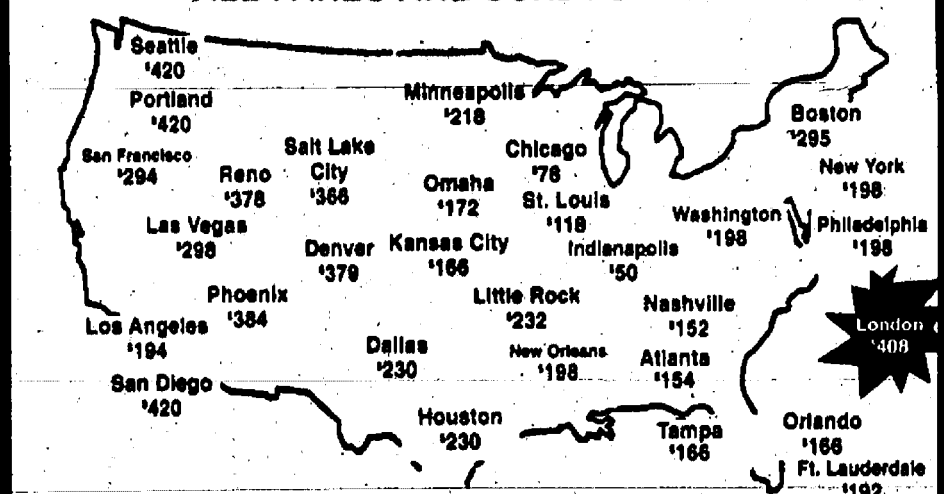 Seattle
$420
Portland
$420
San Francisco
$294
Reno
$378
Salt Lake
City
$366
Minneapolis
$218
Omaha
$172
Chicago
$76
St. Louis
$118
Boston
$295
New York
$198
Washington
$198
Philadelphia
$198
Las Vegas
$298
Denver
$379
Kansas City
$166
Indianapolis
$50
Phoenix
$384
Little Rock
$232
Nashville
$152
London
$408
Los Angeles
$194
Dallas
$230
New Orleans
$198
Atlanta
$154
San Diego
$420
Houston
$230
Tampa
$166
Orlando
$166
Ft. Lauderdale
$192